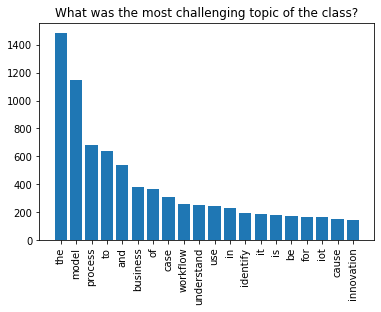 What was the most challenging topic of the class?
1400
1200
1000
800
600
400
200
0
the
model
process
to
and
business
of
case
workflow
understand
use
in
identify
it
is
be
for
iot
cause
innovation